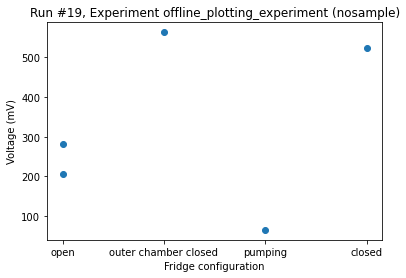 Run #19, Experiment offline_plotting_experiment (nosample)
Voltage (mV)
500
400
300
200
100
open outer chamber closed pumping closed
Fridge configuration